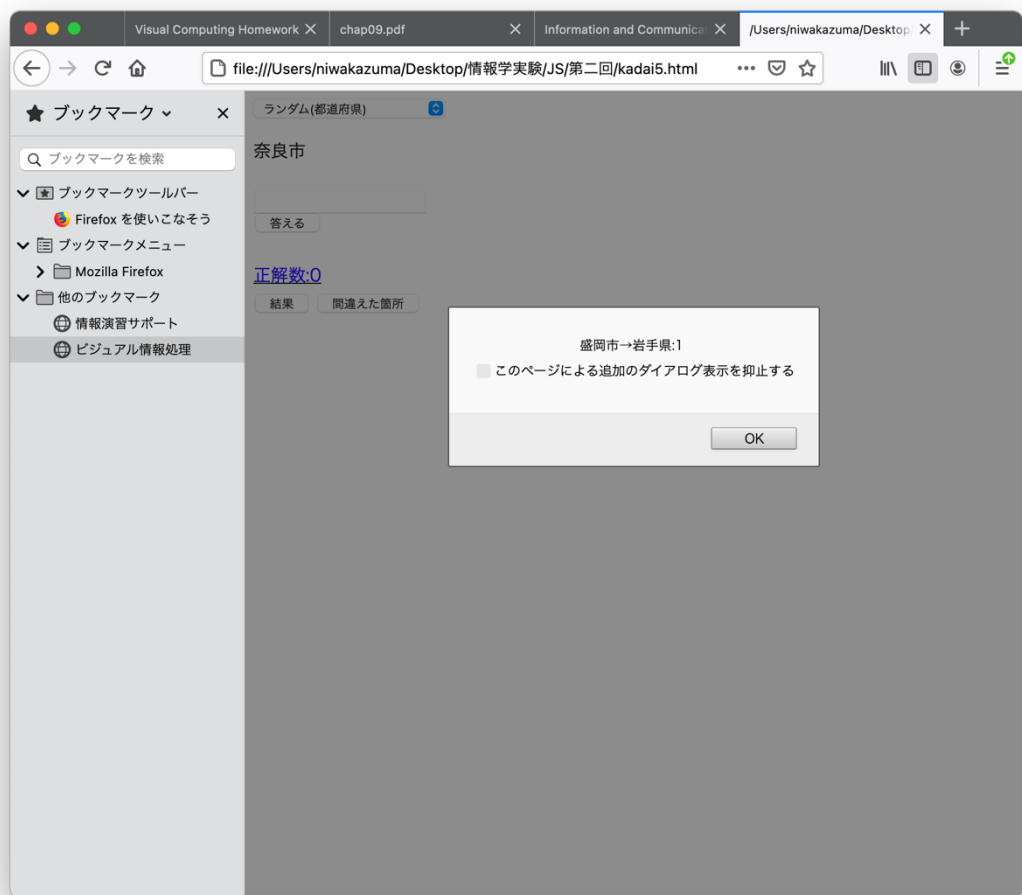 Visual Computing Homework
chap09.pdf
Information and Communica
/Users/niwakazuma/Desktop/
file:///Users/niwakazuma/Desktop/情報学実験/JS/第二回/kadai5.html
ブックマーク
ブックマークを検索
ブックマークツールバー
Firefox を使いこなそう
ブックマークメニュー
Mozilla Firefox
他のブックマーク
情報演習サポート
ビジュアル情報処理
ランダム(都道府県)
奈良市
答える
正解数:0
結果 間違えた箇所
盛岡市→岩手県:1
このページによる追加のダイアログ表示を抑止する
OK